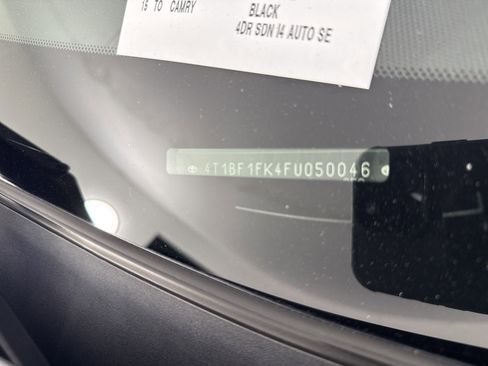 15 TO CAMRY
BLACK
4DR SDN I4 AUTO SE
4T1BF1FK4FU050046